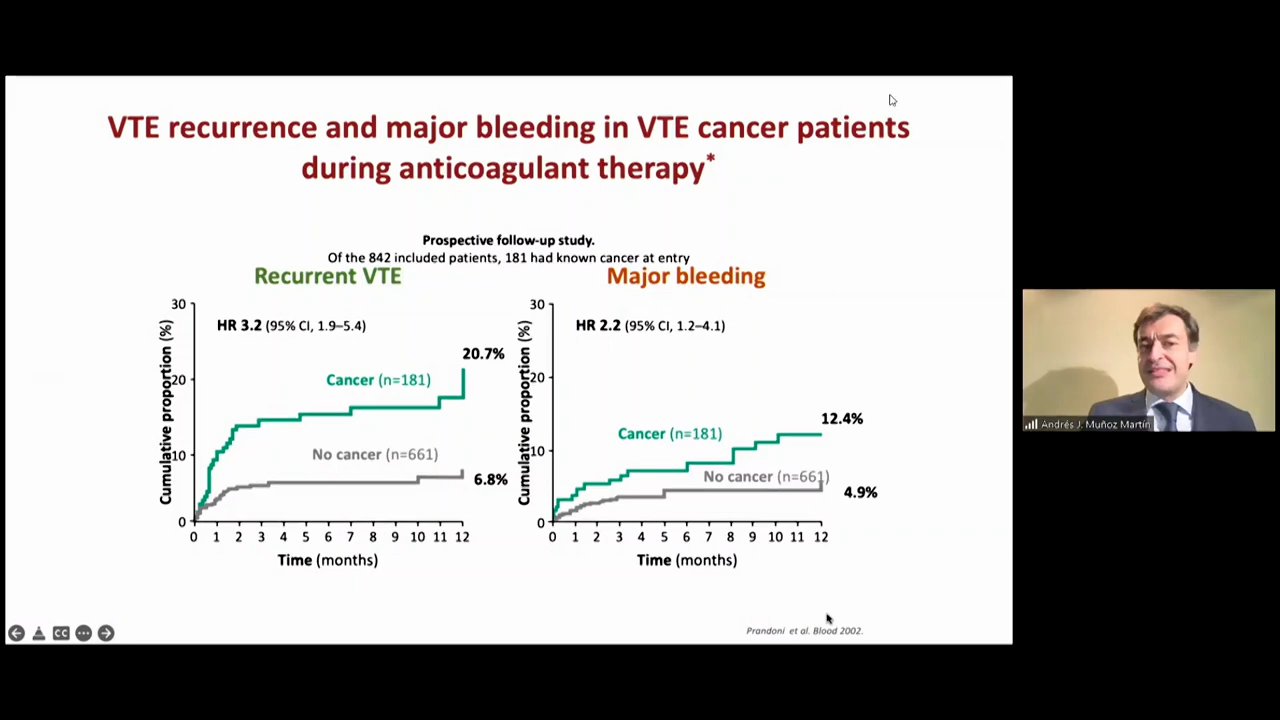 VTE recurrence and major bleeding in VTE cancer patients
during anticoagulant therapy*
Prospective follow-up study.
Of the 842 included patients, 181 had known cancer at entry
Recurrent VTE
Cumulative proportion (%)
30
20
10
0
HR 3.2 (95% CI, 1.9–5.4)
20.7%
Cancer (n=181)
No cancer (n=661)
6.8%
0 1 2 3 4 5 6 7 8 9 10 11 12
Time (months)
Major bleeding
Cumulative proportion (%)
30
20
10
0
HR 2.2 (95% CI, 1.2–4.1)
12.4%
Cancer (n=181)
No cancer (n=661)
4.9%
0 1 2 3 4 5 6 7 8 9 10 11 12
Time (months)
Prandoni et al. Blood 2002.
CC
Andrés J. Muñoz Martín